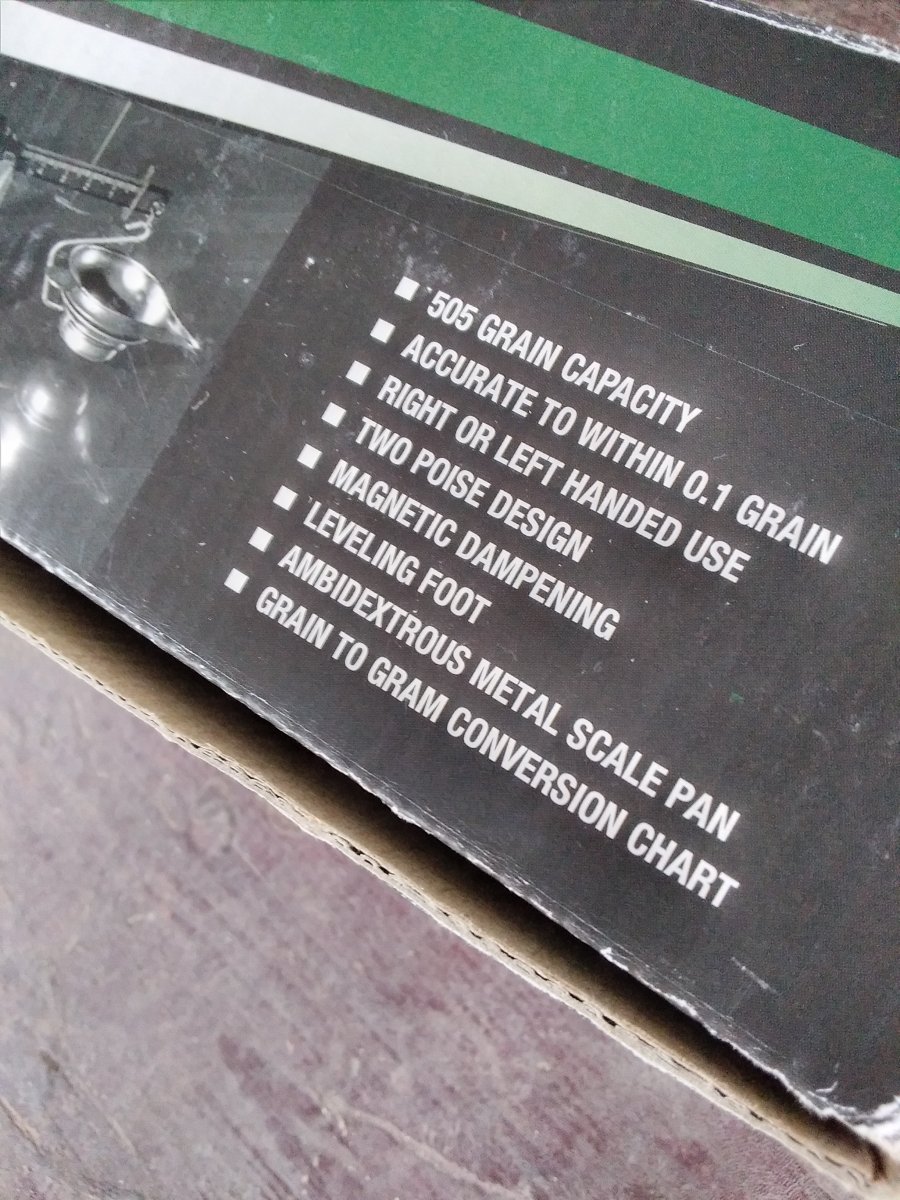 ■ 505 GRAIN CAPACITY
■ ACCURATE TO WITHIN 0.1 GRAIN
■ RIGHT OR LEFT HANDED USE
■ TWO POISE DESIGN
■ MAGNETIC DAMPENING
■ LEVELING FOOT
■ AMBIDEXTROUS METAL SCALE PAN
■ GRAIN TO GRAM CONVERSION CHART